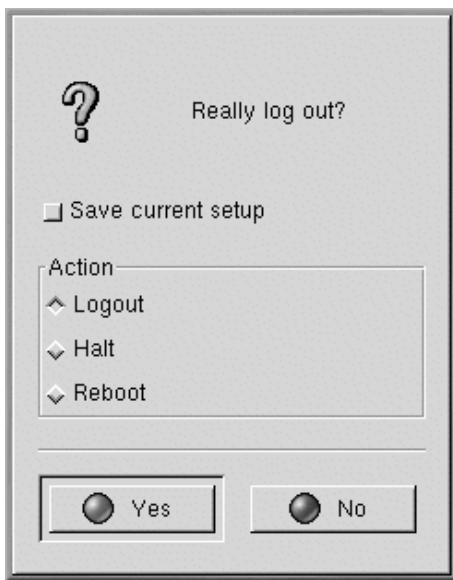 Really log out?
Save current setup
Action
Logout
Halt
Reboot
Yes
No